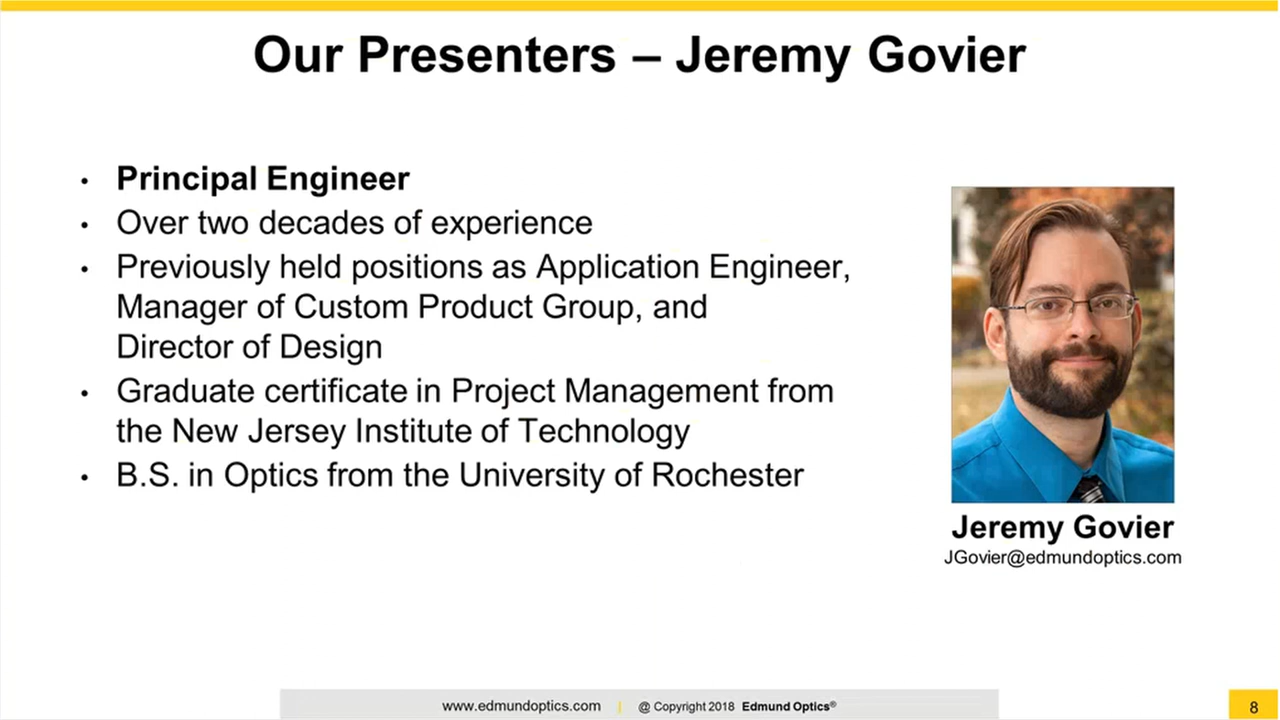 Our Presenters – Jeremy Govier
• Principal Engineer
• Over two decades of experience
• Previously held positions as Application Engineer,
Manager of Custom Product Group, and
Director of Design
• Graduate certificate in Project Management from
the New Jersey Institute of Technology
• B.S. in Optics from the University of Rochester
Jeremy Govier
JGovier@edmundoptics.com
www.edmundoptics.com | @ Copyright 2018 Edmund Optics®
8